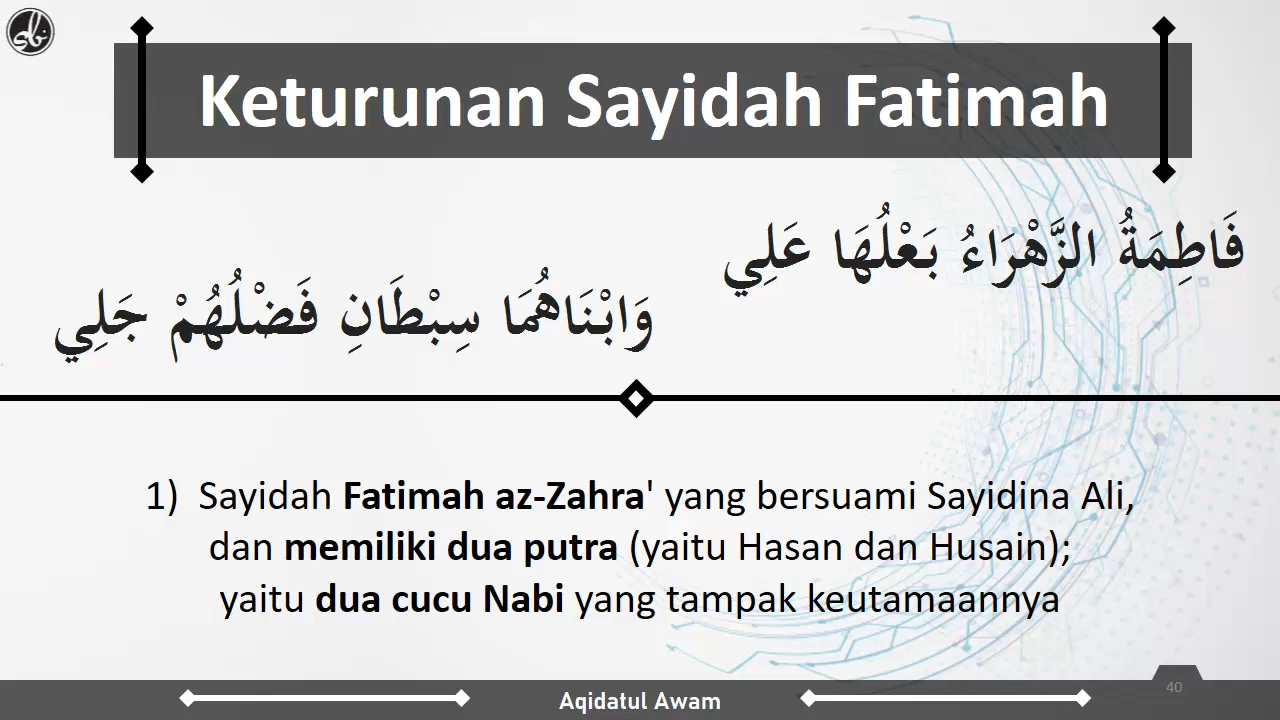 sbi
Keturunan Sayidah Fatimah
فَاطِمَةُ الزَّهْرَاءُ بَعْلُهَا عَلِي
وَابْنَاهُمَا سِبْطَانِ فَضْلُهُمْ جَلِي
1) Sayidah Fatimah az-Zahra' yang bersuami Sayidina Ali,
dan memiliki dua putra (yaitu Hasan dan Husain);
yaitu dua cucu Nabi yang tampak keutamaannya
Aqidatul Awam
40